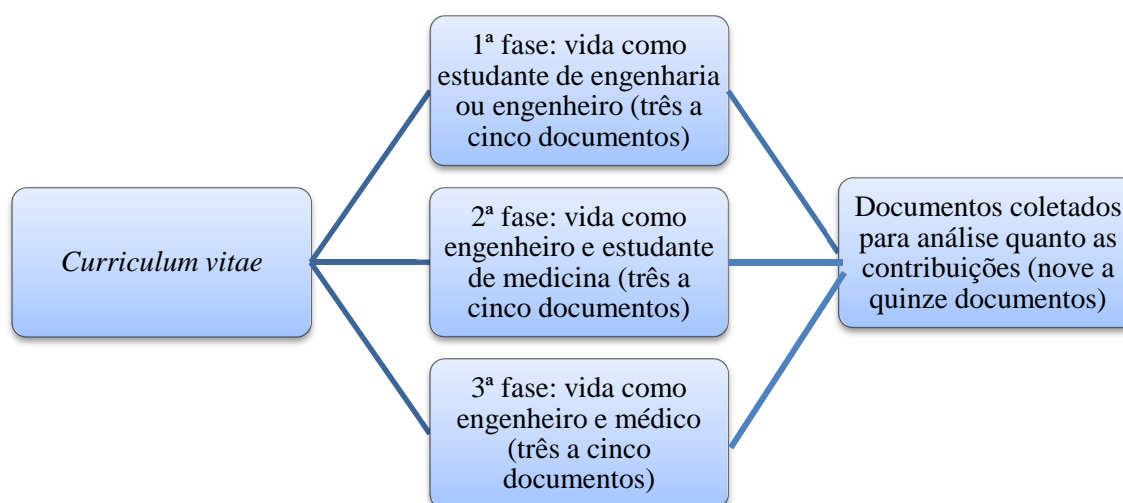 Curriculum vitae
1ª fase: vida como
estudante de engenharia
ou engenheiro (três a
cinco documentos)
2ª fase: vida como
engenheiro e estudante
de medicina (três a
cinco documentos)
3ª fase: vida como
engenheiro e médico
(três a cinco
documentos)
Documentos coletados
para análise quanto as
contribuições (nove a
quinze documentos)